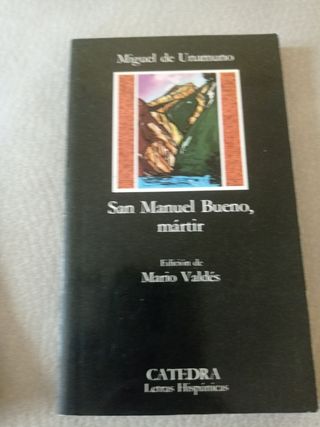 Miguel de Unamuno
San Manuel Bueno,
mártir
Edición de
Mario Valdés
CATEDRA
Letras Hispánicas